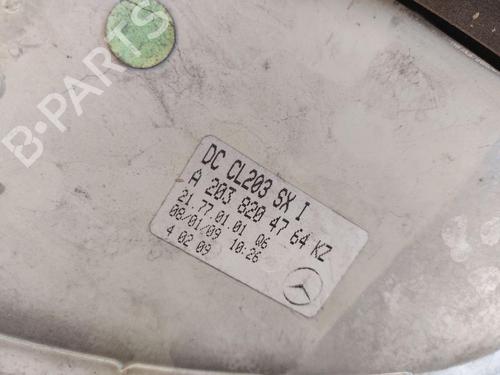 B-PARTS
DC CL203 SX I
A 203 820 47 64 KZ
21.77.01.01 Q6
08/01/09 10:26
4 02 09